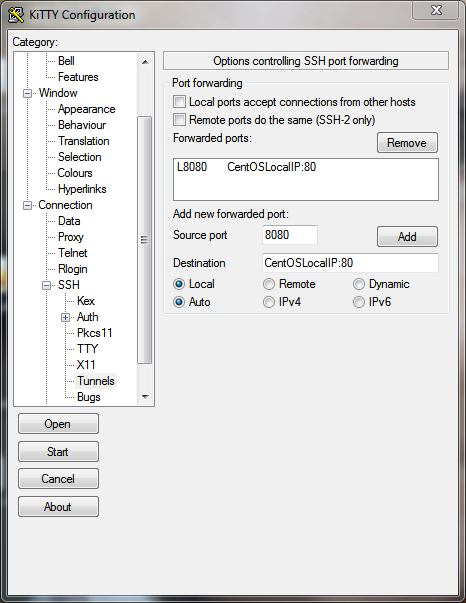 KiTTY Configuration
Category:
Bell
Features
Window
Appearance
Behaviour
Translation
Selection
Colours
Hyperlinks
Connection
Data
Proxy
Telnet
Rlogin
SSH
Kex
Auth
Pkcs11
TTY
X11
Tunnels
Bugs
Open
Start
Cancel
About
Options controlling SSH port forwarding
Port forwarding
Local ports accept connections from other hosts
Remote ports do the same (SSH-2 only)
Forwarded ports:
Remove
L8080 CentOSLocalIP:80
Add new forwarded port:
Source port 8080 Add
Destination CentOSLocalIP:80
Local Remote Dynamic
Auto IPv4 IPv6